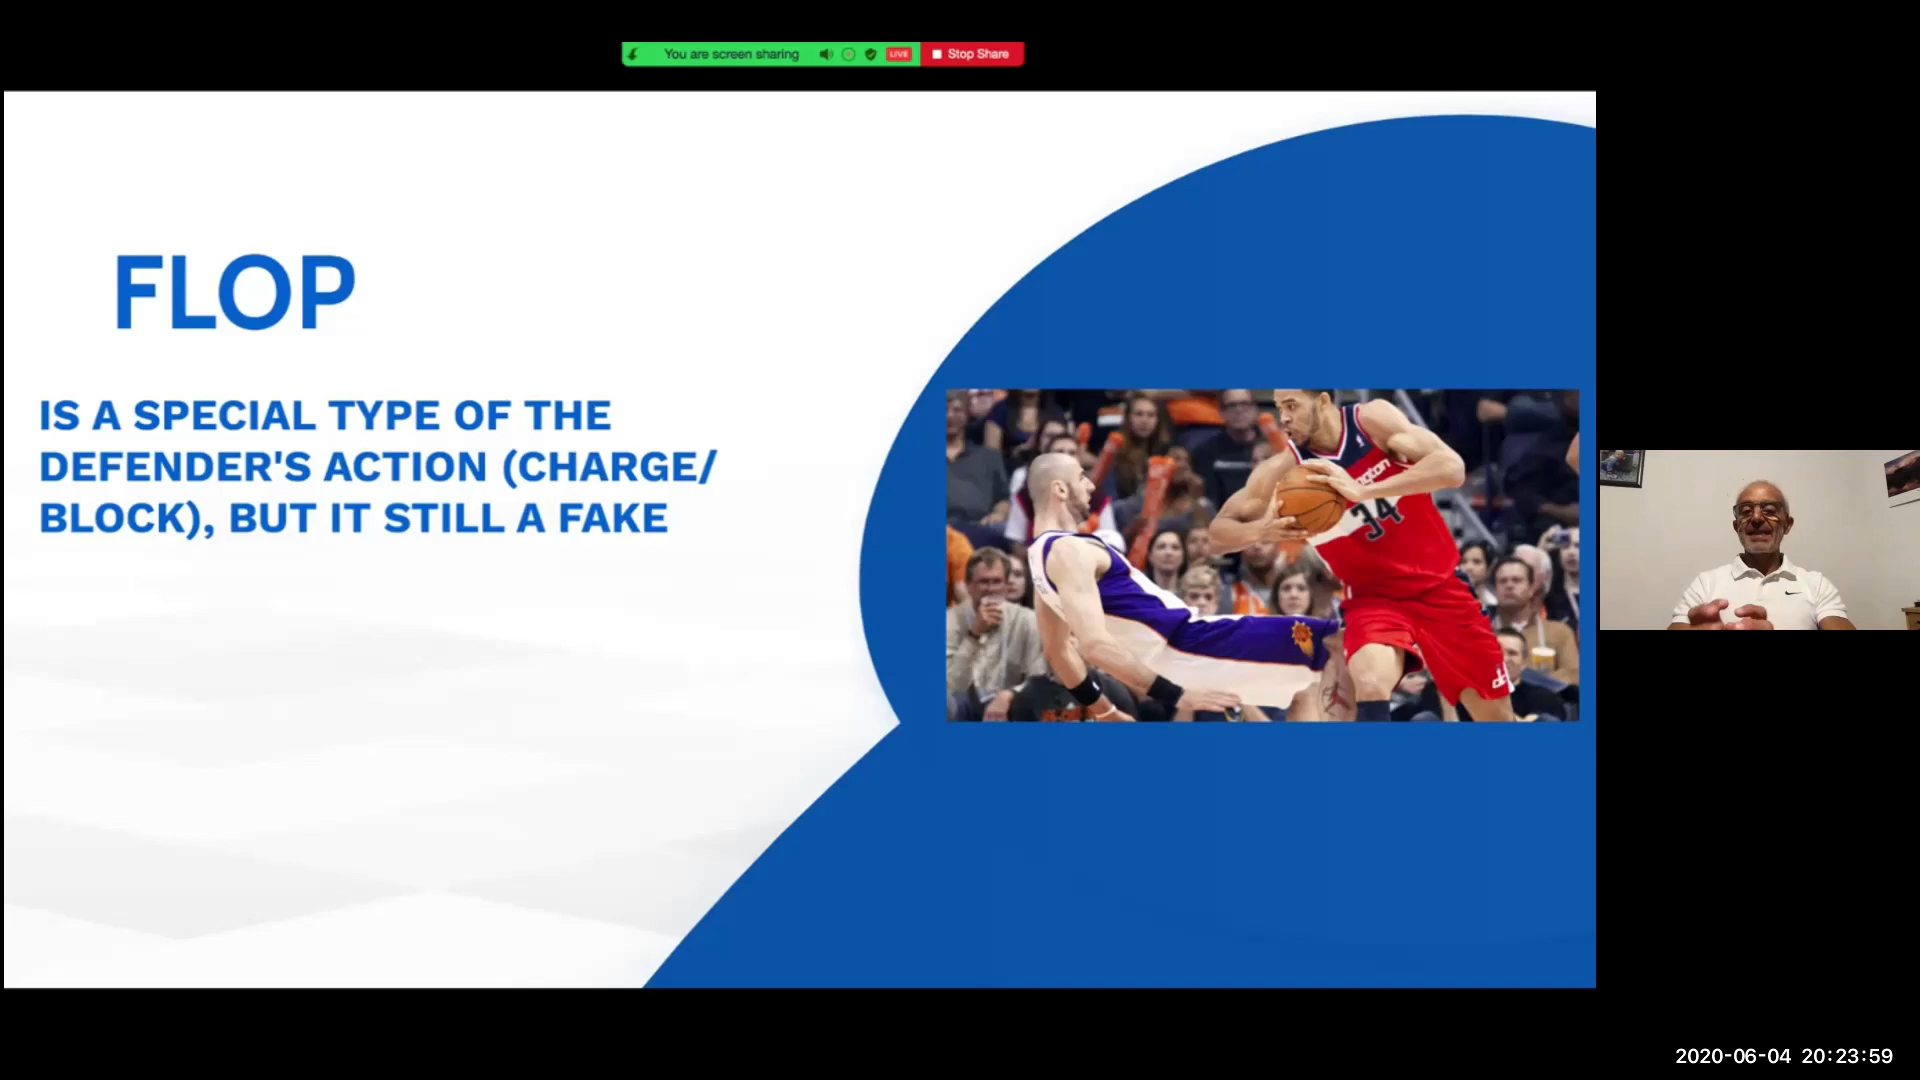 You are screen sharing LIVE Stop Share
FLOP
IS A SPECIAL TYPE OF THE
DEFENDER'S ACTION (CHARGE/
BLOCK), BUT IT STILL A FAKE
34
2020-06-04 20:23:59